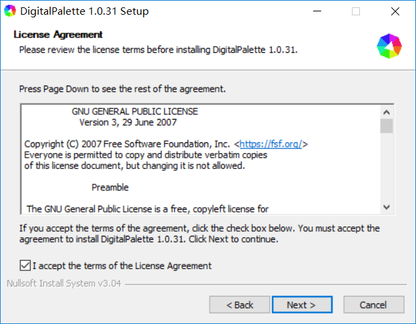 DigitalPalette 1.0.31 Setup
License Agreement
Please review the license terms before installing DigitalPalette 1.0.31.
Press Page Down to see the rest of the agreement.
GNU GENERAL PUBLIC LICENSE
Version 3, 29 June 2007
Copyright (C) 2007 Free Software Foundation, Inc. <https://fsf.org/>
Everyone is permitted to copy and distribute verbatim copies
of this license document, but changing it is not allowed.
Preamble
The GNU General Public License is a free, copyleft license for
If you accept the terms of the agreement, click the check box below. You must accept the
agreement to install DigitalPalette 1.0.31. Click Next to continue.
I accept the terms of the License Agreement
Nullsoft Install System v3.04
< Back
Next >
Cancel